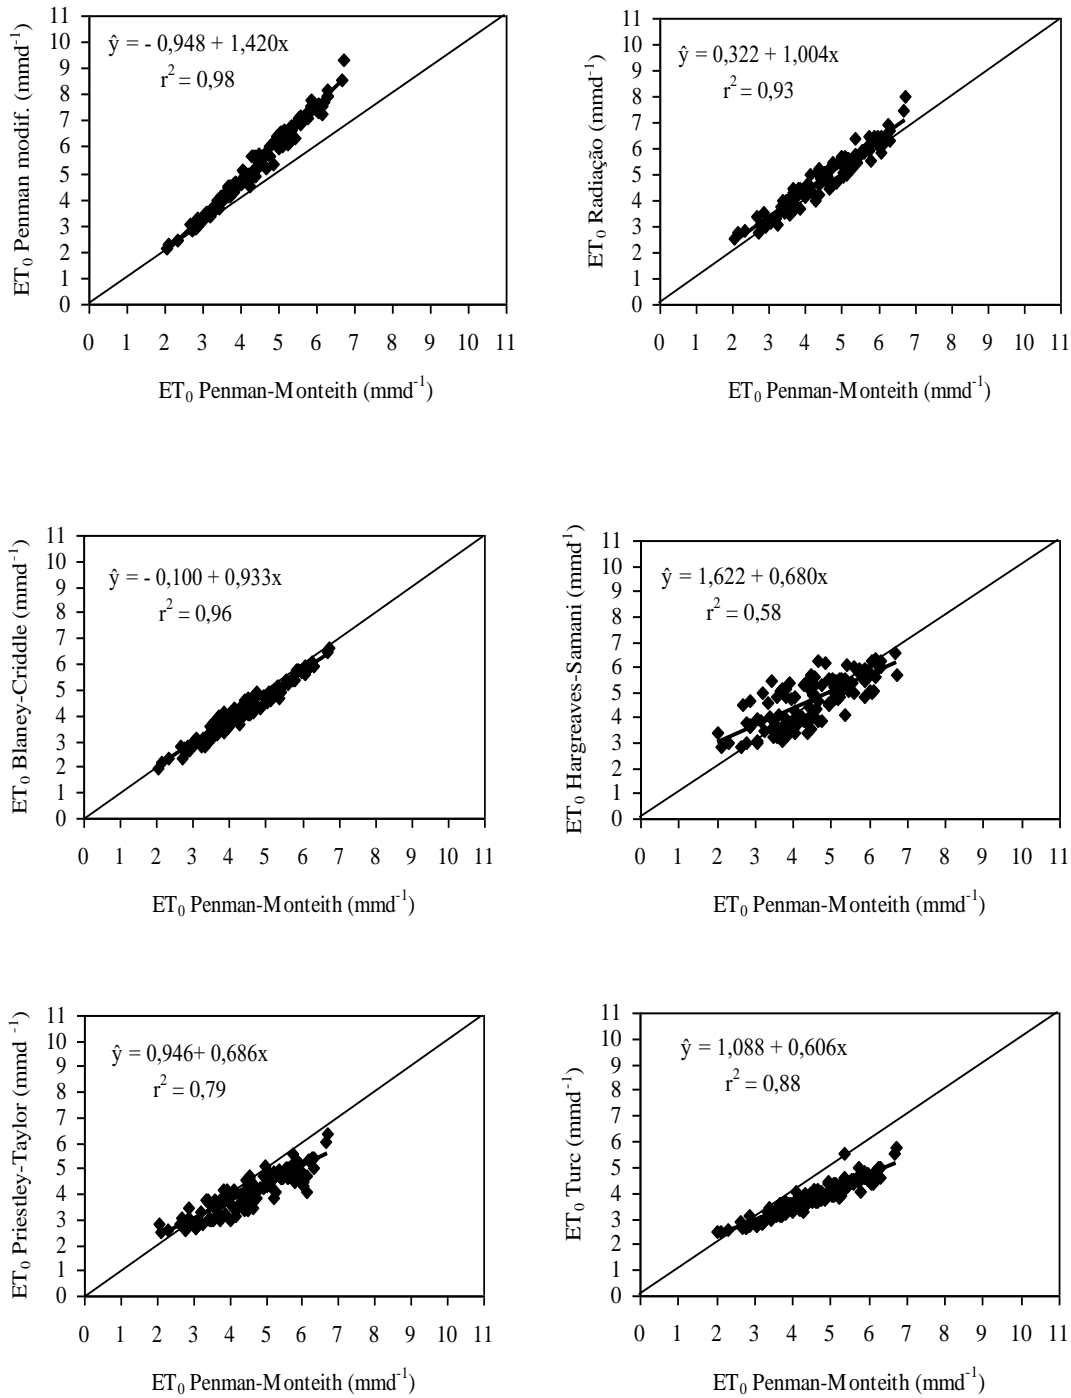 ET₀ Penman modif. (mmd⁻¹)
11
10
9
8
7
6
5
4
3
2
1
0
ŷ = - 0,948 + 1,420x
r² = 0,98
0 1 2 3 4 5 6 7 8 9 10 11
ET₀ Penman-Monteith (mmd⁻¹)
ET₀ Radiação (mmd⁻¹)
11
10
9
8
7
6
5
4
3
2
1
0
ŷ = 0,322 + 1,004x
r² = 0,93
0 1 2 3 4 5 6 7 8 9 10 11
ET₀ Penman-Monteith (mmd⁻¹)
ET₀ Blaney-Criddle (mmd⁻¹)
11
10
9
8
7
6
5
4
3
2
1
0
ŷ = - 0,100 + 0,933x
r² = 0,96
0 1 2 3 4 5 6 7 8 9 10 11
ET₀ Penman-Monteith (mmd⁻¹)
ET₀ Hargreaves-Samani (mmd⁻¹)
11
10
9
8
7
6
5
4
3
2
1
0
ŷ = 1,622 + 0,680x
r² = 0,58
0 1 2 3 4 5 6 7 8 9 10 11
ET₀ Penman-Monteith (mmd⁻¹)
ET₀ Priestley-Taylor (mmd ⁻¹)
11
10
9
8
7
6
5
4
3
2
1
0
ŷ = 0,946+ 0,686x
r² = 0,79
0 1 2 3 4 5 6 7 8 9 10 11
ET₀ Penman-Monteith (mmd⁻¹)
ET₀ Turc (mmd⁻¹)
11
10
9
8
7
6
5
4
3
2
1
0
ŷ = 1,088 + 0,606x
r² = 0,88
0 1 2 3 4 5 6 7 8 9 10 11
ET₀ Penman-Monteith (mmd⁻¹)